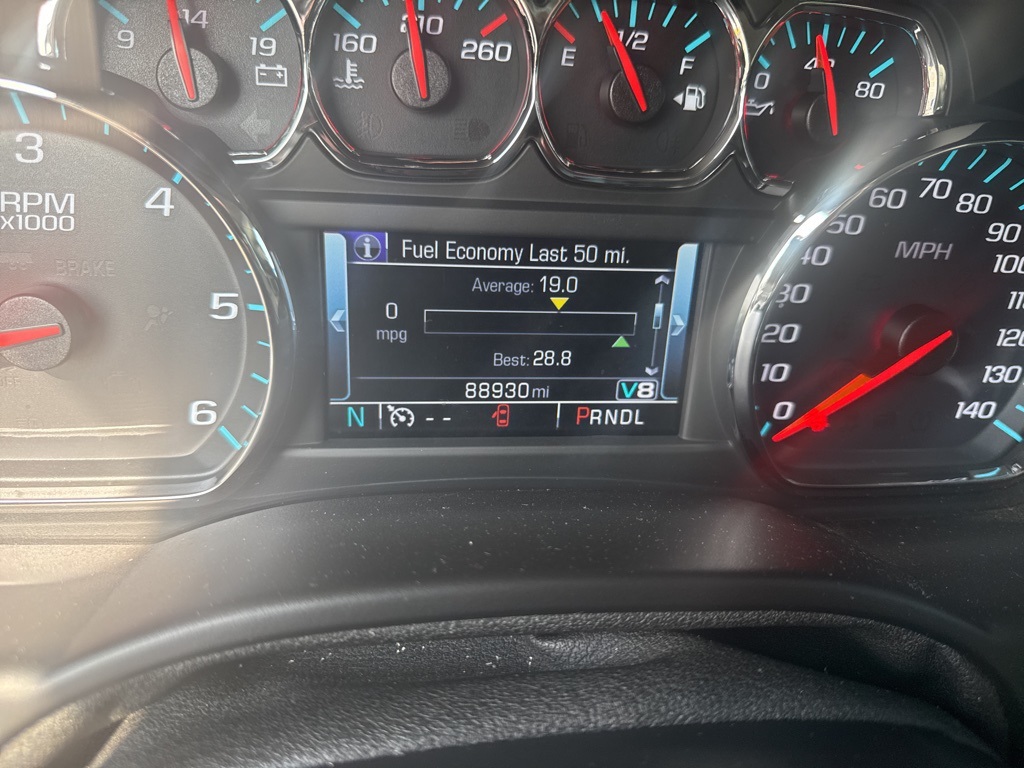 9 14 19
160 210 260
E 1/2 F
0 40 80
3
4
5
6
RPM
x1000
BRAKE
Fuel Economy Last 50 mi.
Average: 19.0
0
mpg
Best: 28.8
88930 mi V8
N -- PRNDL
MPH
0
10
20
30
40
50
60
70
80
90
130
140